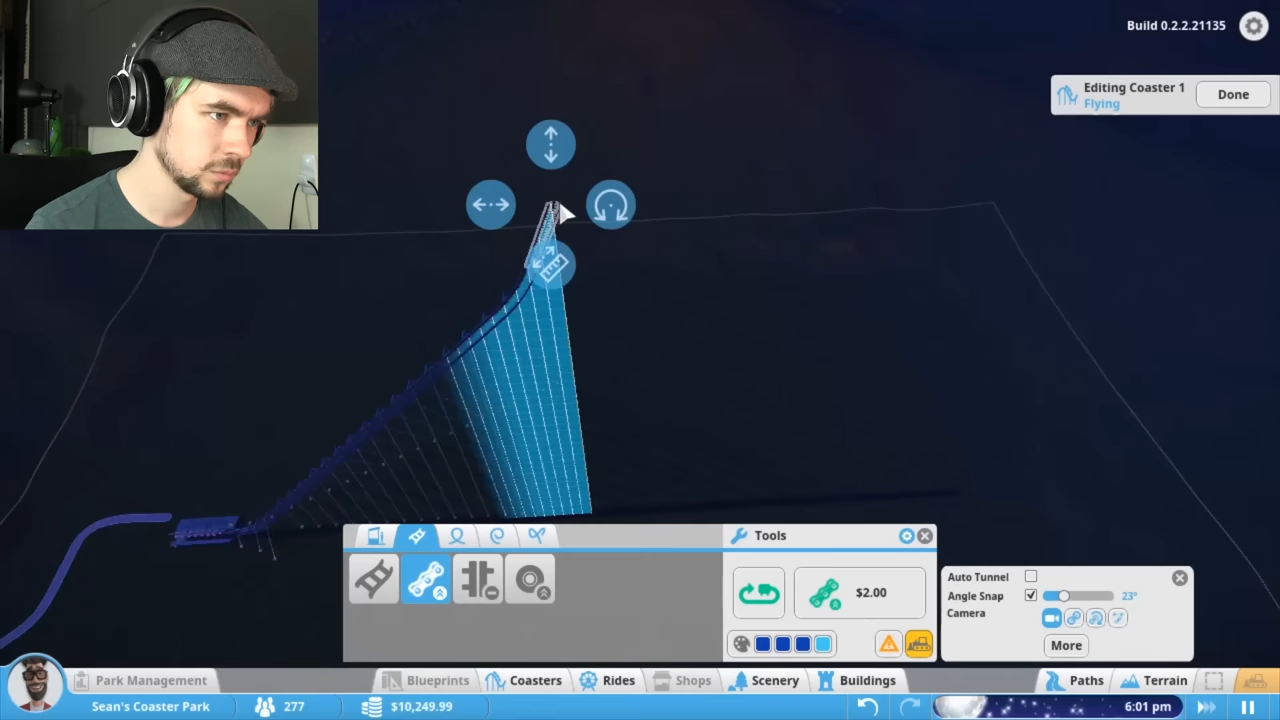 Build 0.2.2.21135
Editing Coaster 1
Flying
Done
Tools
$2.00
Auto Tunnel
Angle Snap
23°
Camera
More
Park Management
Blueprints
Coasters
Rides
Shops
Scenery
Buildings
Paths
Terrain
Sean's Coaster Park
277
$10,249.99
6:01 pm